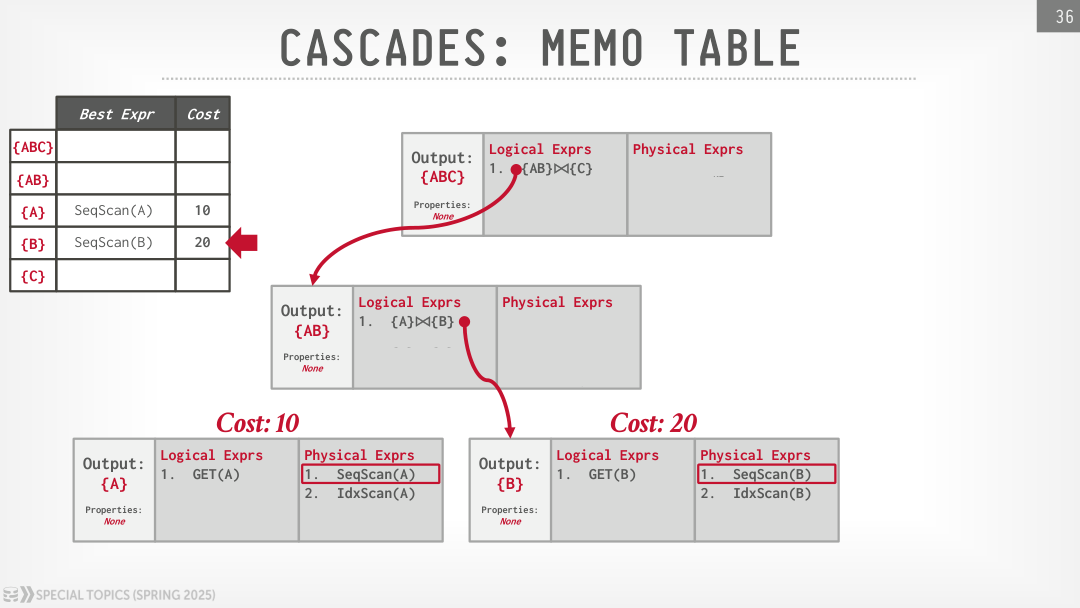 36
CASCADES: MEMO TABLE
Best Expr Cost
{ABC}
{AB}
{A} SeqScan(A) 10
{B} SeqScan(B) 20
{C}
Output:
{ABC}
Properties:
None
Logical Exprs
1. {AB}⋈{C}
Physical Exprs
Output:
{AB}
Properties:
None
Logical Exprs
1. {A}⋈{B}
Physical Exprs
Cost: 10
Output:
{A}
Properties:
None
Logical Exprs
1. GET(A)
Physical Exprs
1. SeqScan(A)
2. IdxScan(A)
Cost: 20
Output:
{B}
Properties:
None
Logical Exprs
1. GET(B)
Physical Exprs
1. SeqScan(B)
2. IdxScan(B)
SPECIAL TOPICS (SPRING 2025)